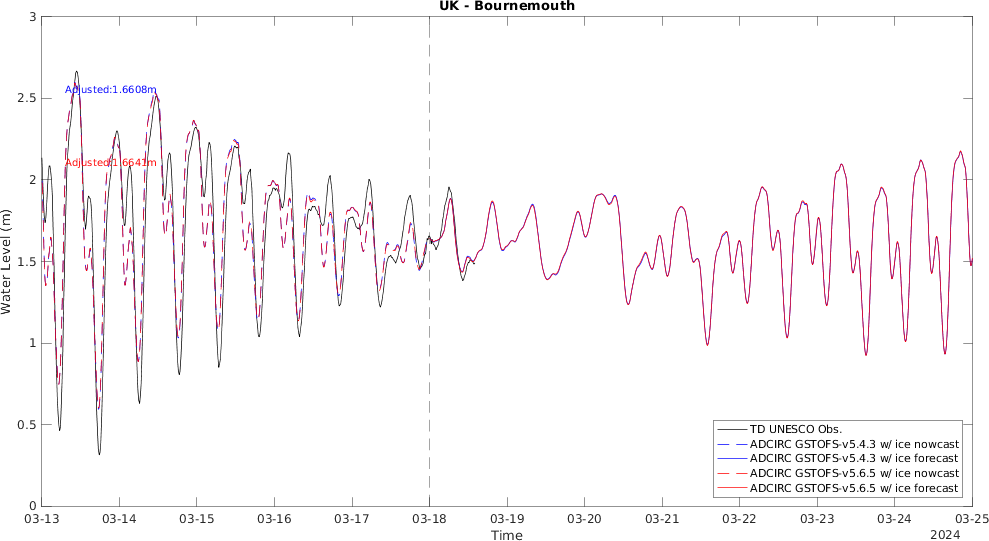 UK - Bournemouth
3
2.5
2
1.5
1
0.5
0
Water Level (m)
Adjusted:1.6608m
Adjusted:1.6641m
TD UNESCO Obs.
ADCIRC GSTOFS-v5.4.3 w/ ice nowcast
ADCIRC GSTOFS-v5.4.3 w/ ice forecast
ADCIRC GSTOFS-v5.6.5 w/ ice nowcast
ADCIRC GSTOFS-v5.6.5 w/ ice forecast
03-13 03-14 03-15 03-16 03-17 03-18 03-19 03-20 03-21 03-22 03-23 03-24 03-25
Time
2024